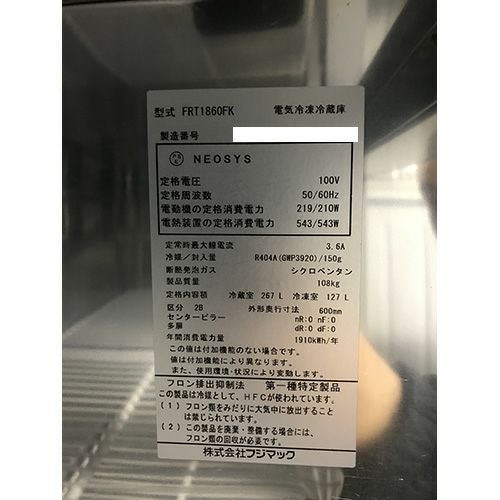 型式 FRT1860FK 電気冷凍冷蔵庫
製造番号
NEOSYS
定格電圧 100V
定格周波数 50/60Hz
電動機の定格消費電力 219/210W
電熱装置の定格消費電力 543/543W
定常時最大線電流 3.6A
冷媒/封入量 R404A(GWP3920)/150g
断熱発泡ガス シクロペンタン
製品質量 108kg
定格内容積 冷蔵室 267 L 冷凍室 127 L
区分 2B 外形奥行寸法 600mm
センターピラー nR:0 nF:0
多扉 dR:0 dF:0
年間消費電力量 1910kWh/年
この値は付加機能のない場合です。
値は付加機能により異なります。
また、使用環境・状況により変動します。
フロン排出抑制法 第一種特定製品
この製品は冷媒として、HFCが使われています。
(1) フロン類をみだりに大気中に放出することは
禁じられています。
(2) この製品を廃棄・整備する場合には、
フロン類の回収が必要です。
株式会社フジマック